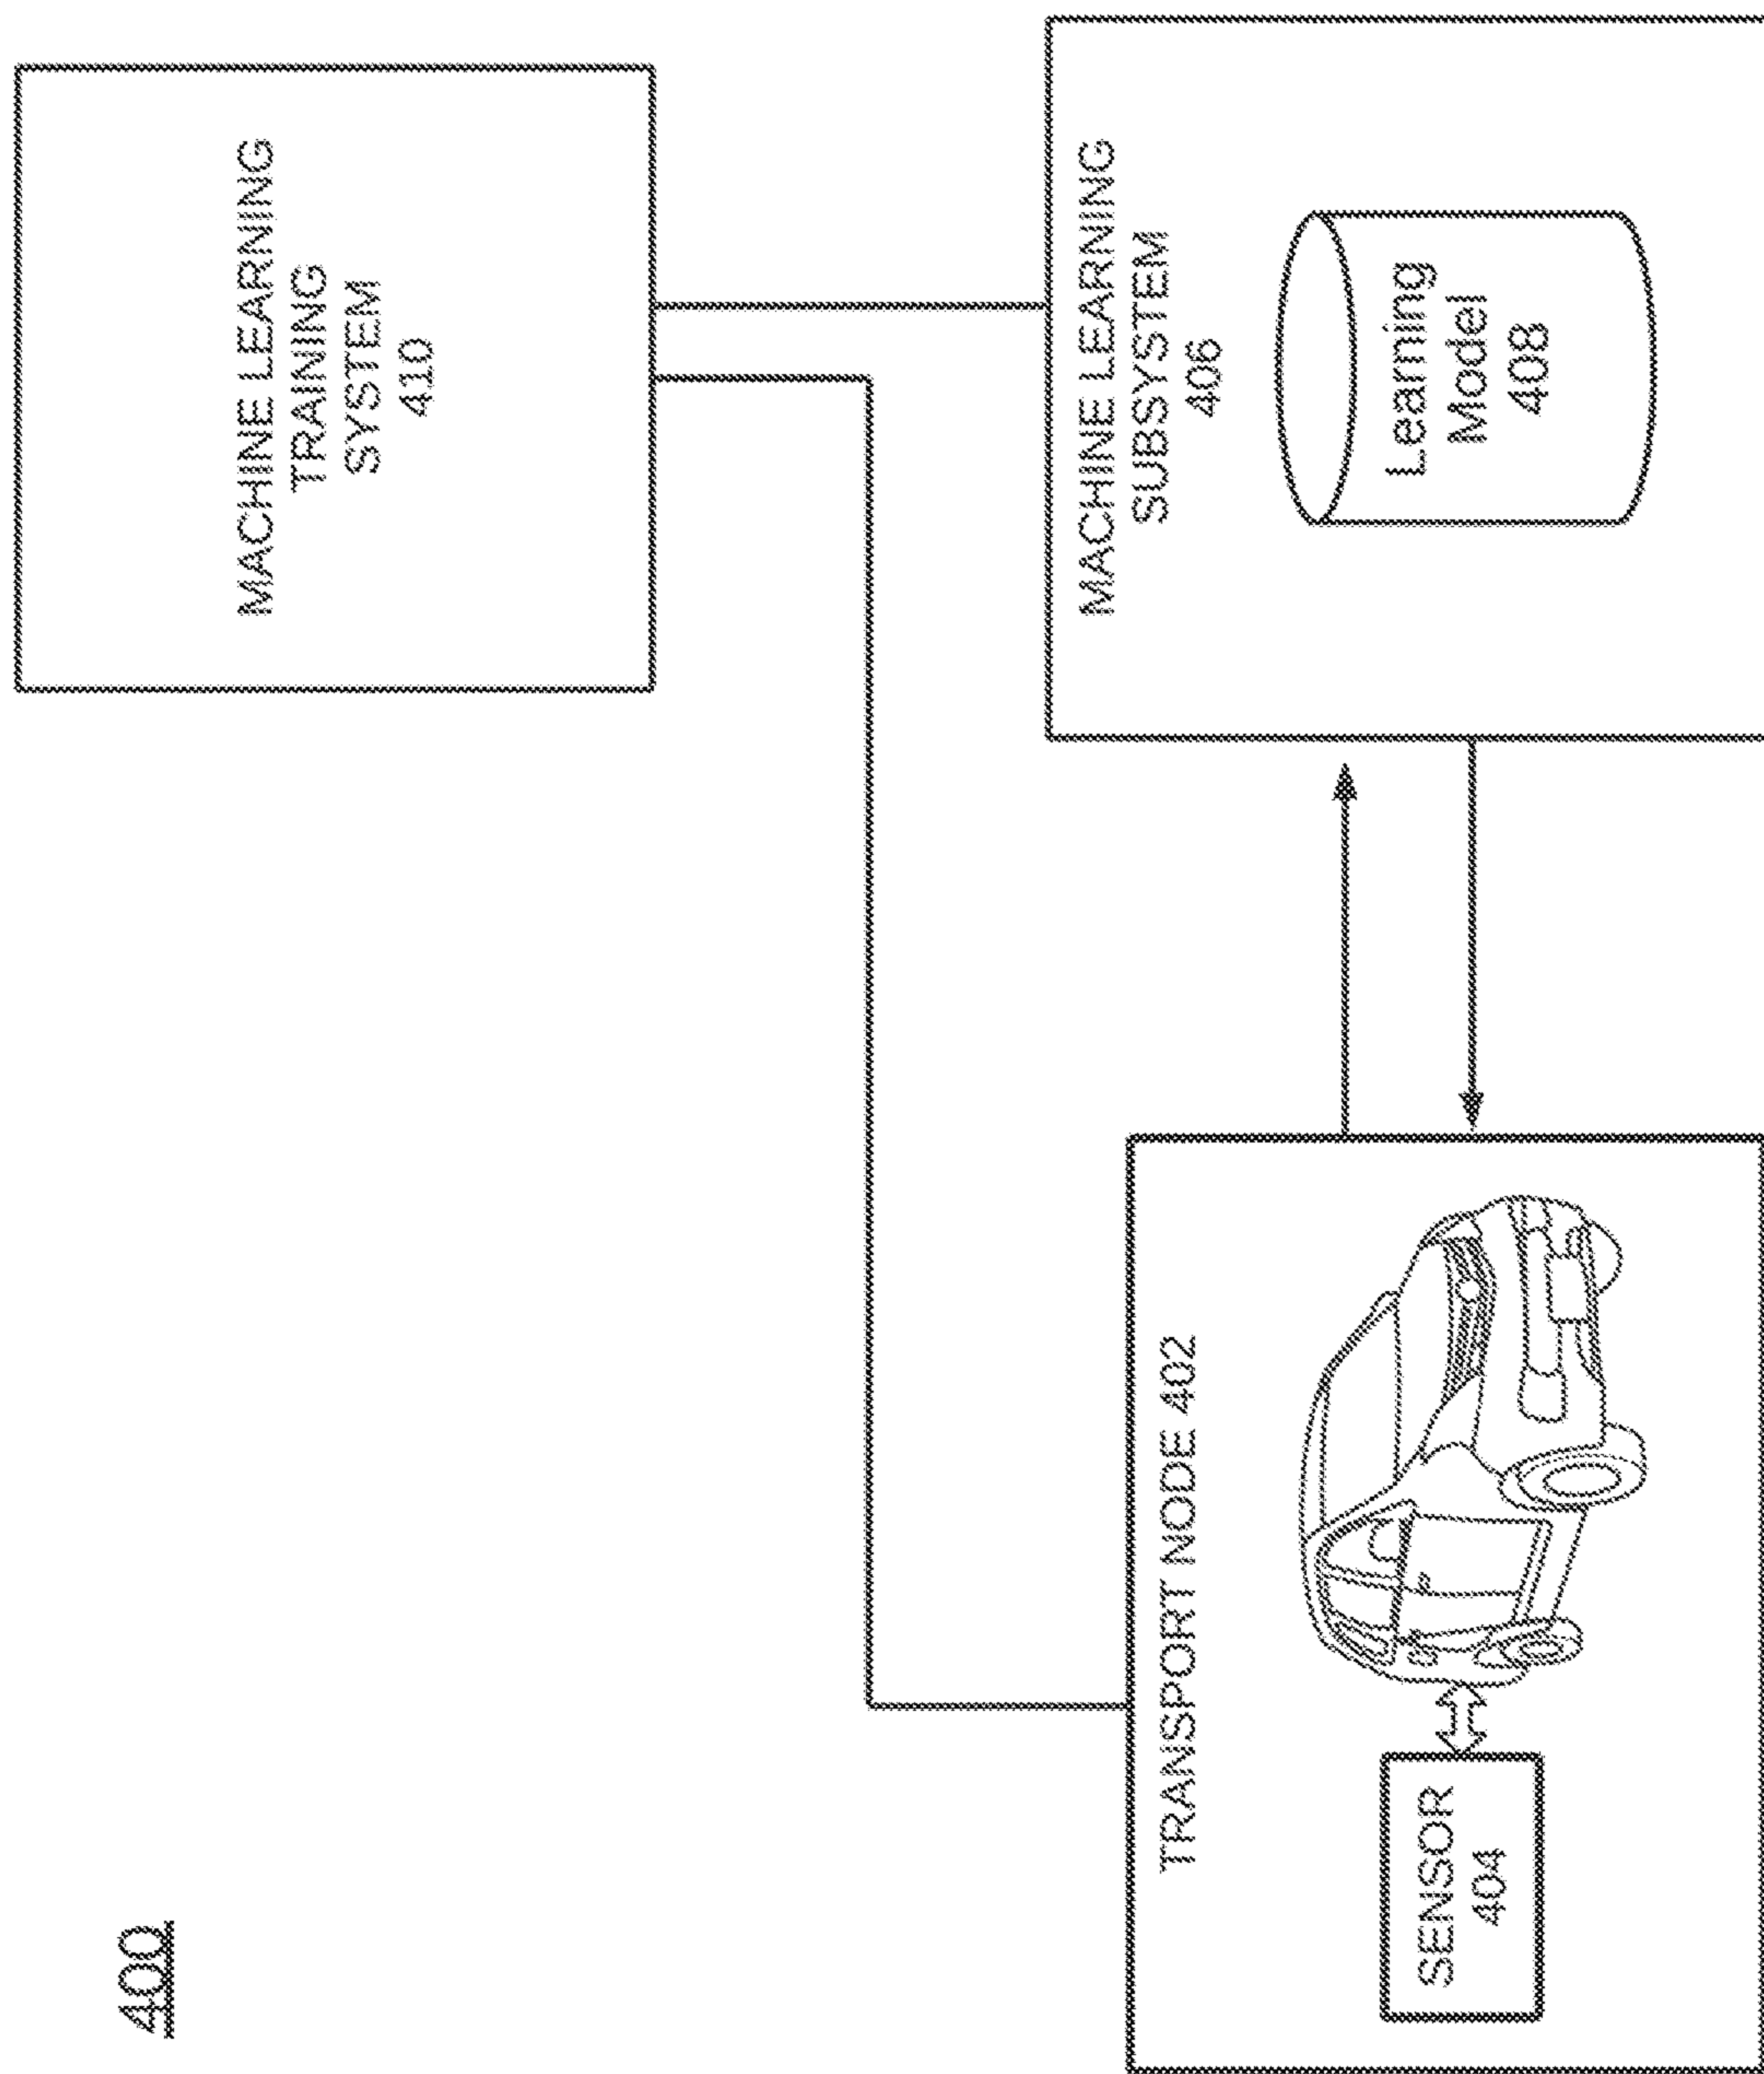 400
MACHINE LEARNING
TRAINING
SYSTEM
410
TRANSPORT NODE 402
SENSOR
404
MACHINE LEARNING
SUBSYSTEM
406
Learning
Model
408